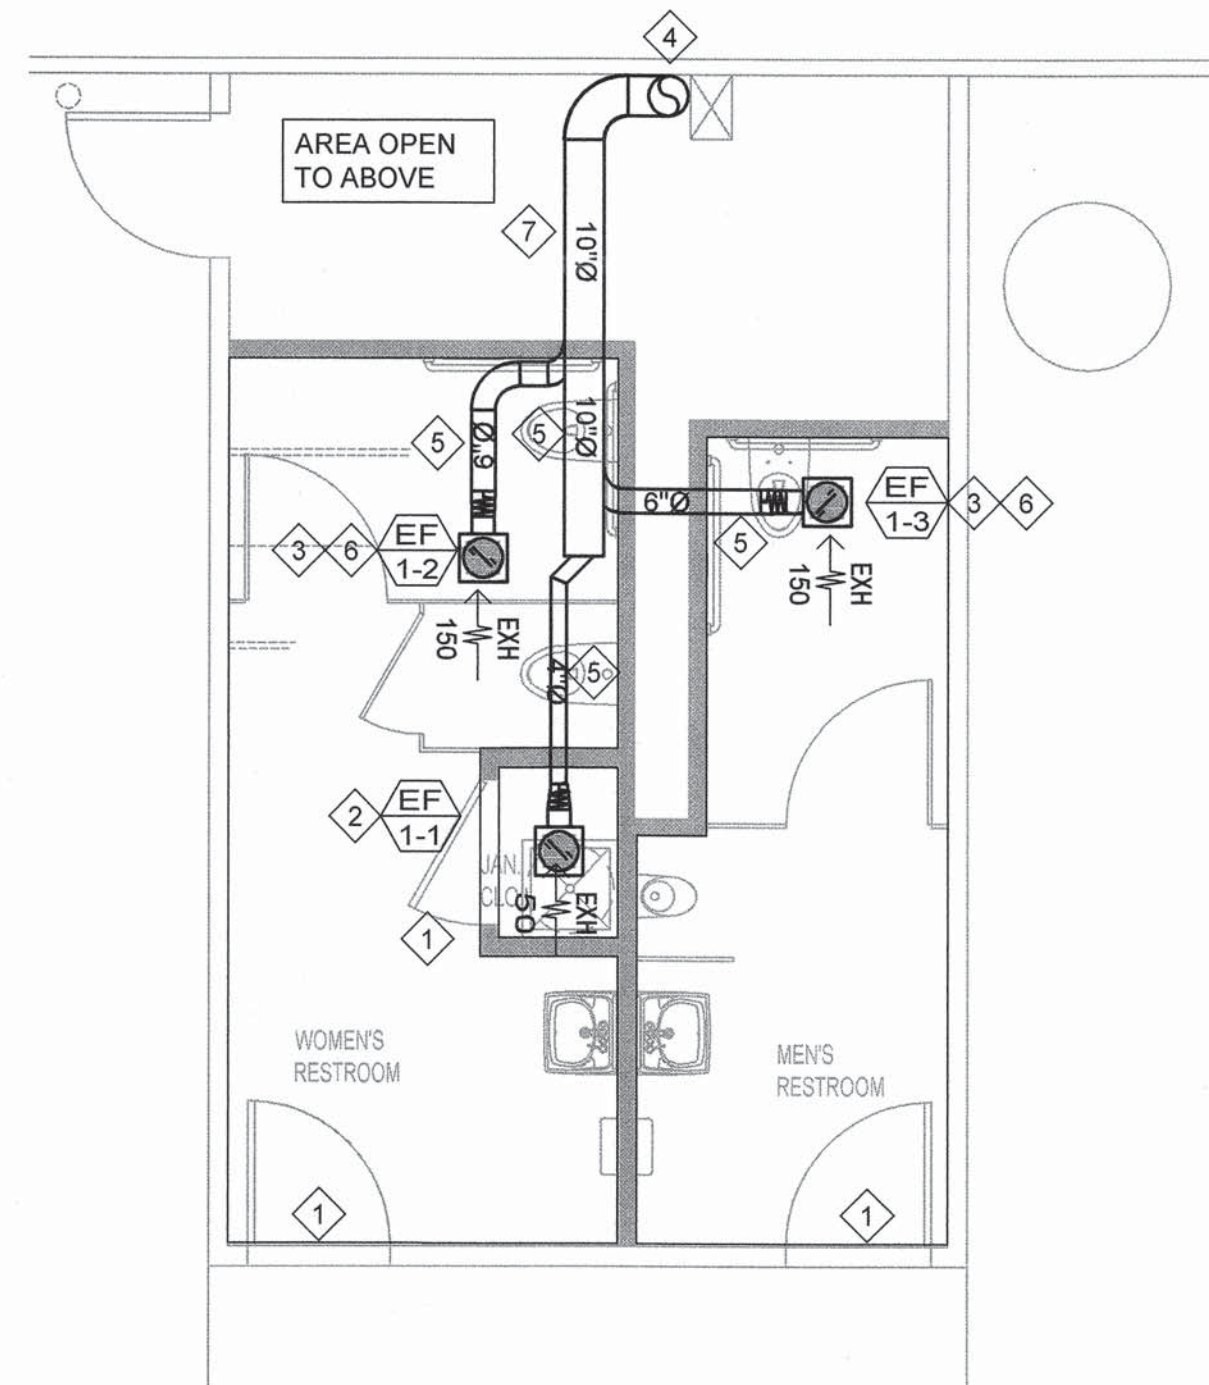 4
AREA OPEN
TO ABOVE
7
10"Ø
5
6"Ø
5
10"Ø
6"Ø
5
EF
1-3
3
6
3
6
EF
1-2
EXH
150
EXH
150
4"Ø
5
2
EF
1-1
JAN.
CLO.
EXH
50
1
WOMEN'S
RESTROOM
MEN'S
RESTROOM
1
1